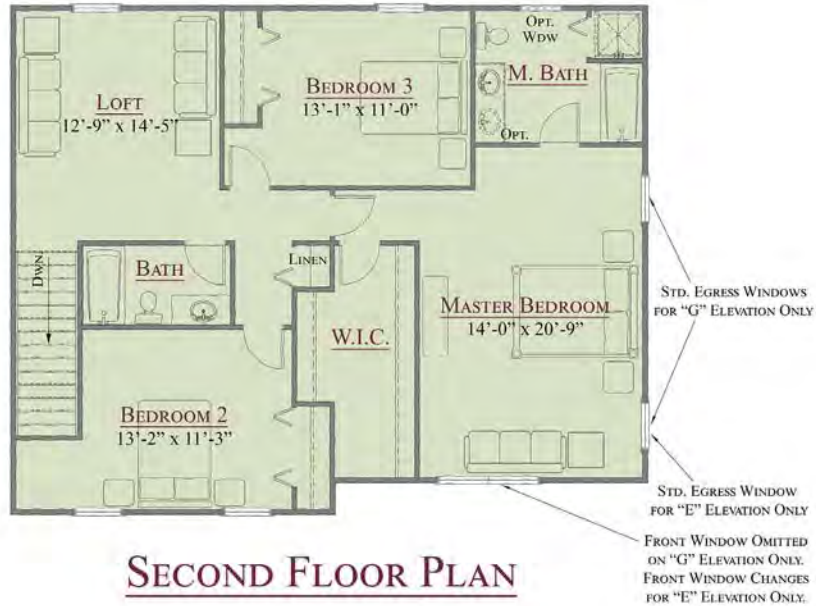 OPT.
WDW
M. BATH
BEDROOM 3
13'-1" x 11'-0"
LOFT
12'-9" x 14'-5"
OPT.
DWN.
BATH
LINEN
MASTER BEDROOM
14'-0" x 20'-9"
W.I.C.
BEDROOM 2
13'-2" x 11'-3"
STD. EGRESS WINDOWS
FOR "G" ELEVATION ONLY
STD. EGRESS WINDOW
FOR "E" ELEVATION ONLY
FRONT WINDOW OMITTED
ON "G" ELEVATION ONLY.
FRONT WINDOW CHANGES
FOR "E" ELEVATION ONLY.
SECOND FLOOR PLAN